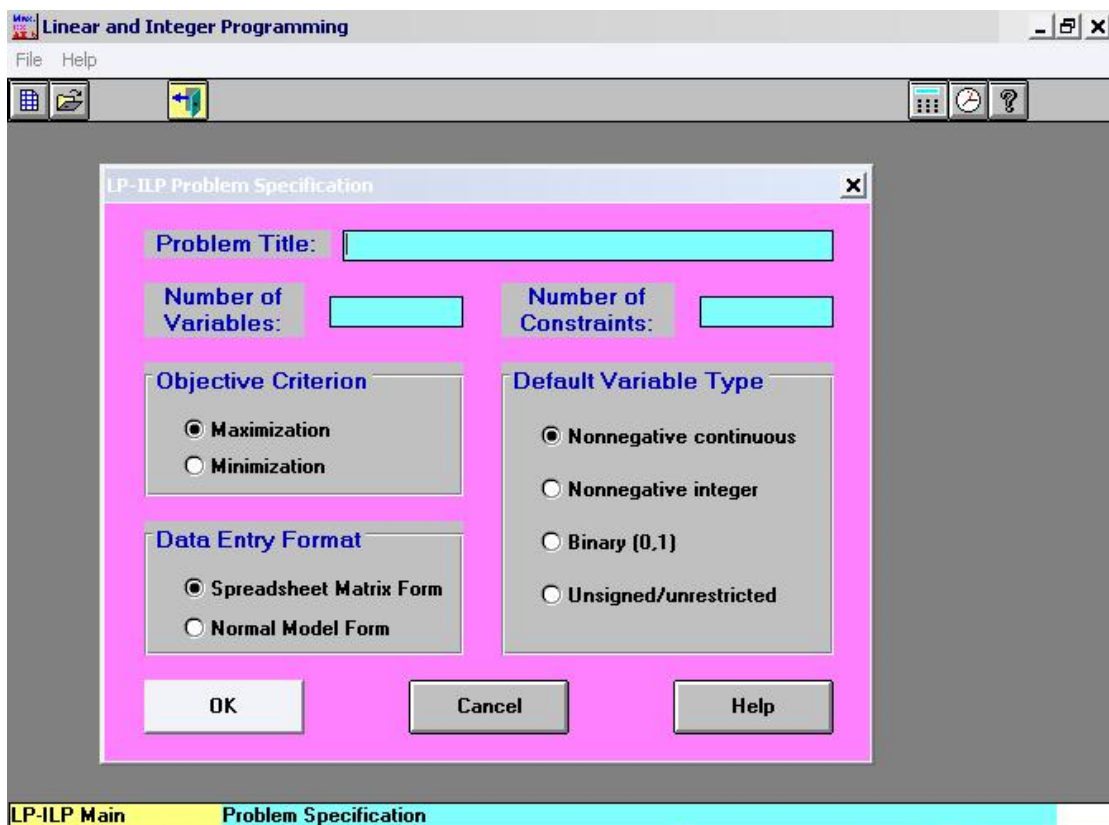 Linear and Integer Programming
File Help
LP-ILP Problem Specification
Problem Title:
Number of
Variables:
Number of
Constraints:
Objective Criterion
Maximization
Minimization
Default Variable Type
Nonnegative continuous
Nonnegative integer
Binary (0,1)
Unsigned/unrestricted
Data Entry Format
Spreadsheet Matrix Form
Normal Model Form
OK Cancel Help
LP-ILP Main Problem Specification